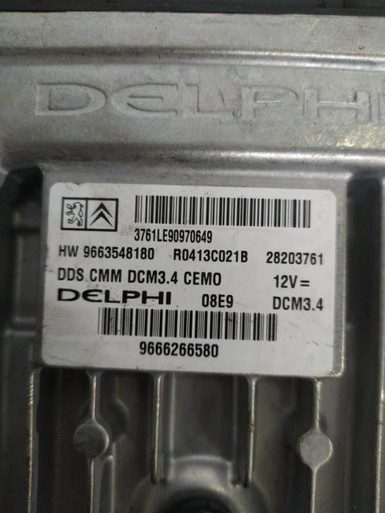 DELPHI
3761LE90970649
HW 9663548180 R0413C021B 28203761
DDS CMM DCM3.4 CEMO 12V=
DELPHI 08E9 DCM3.4
9666266580